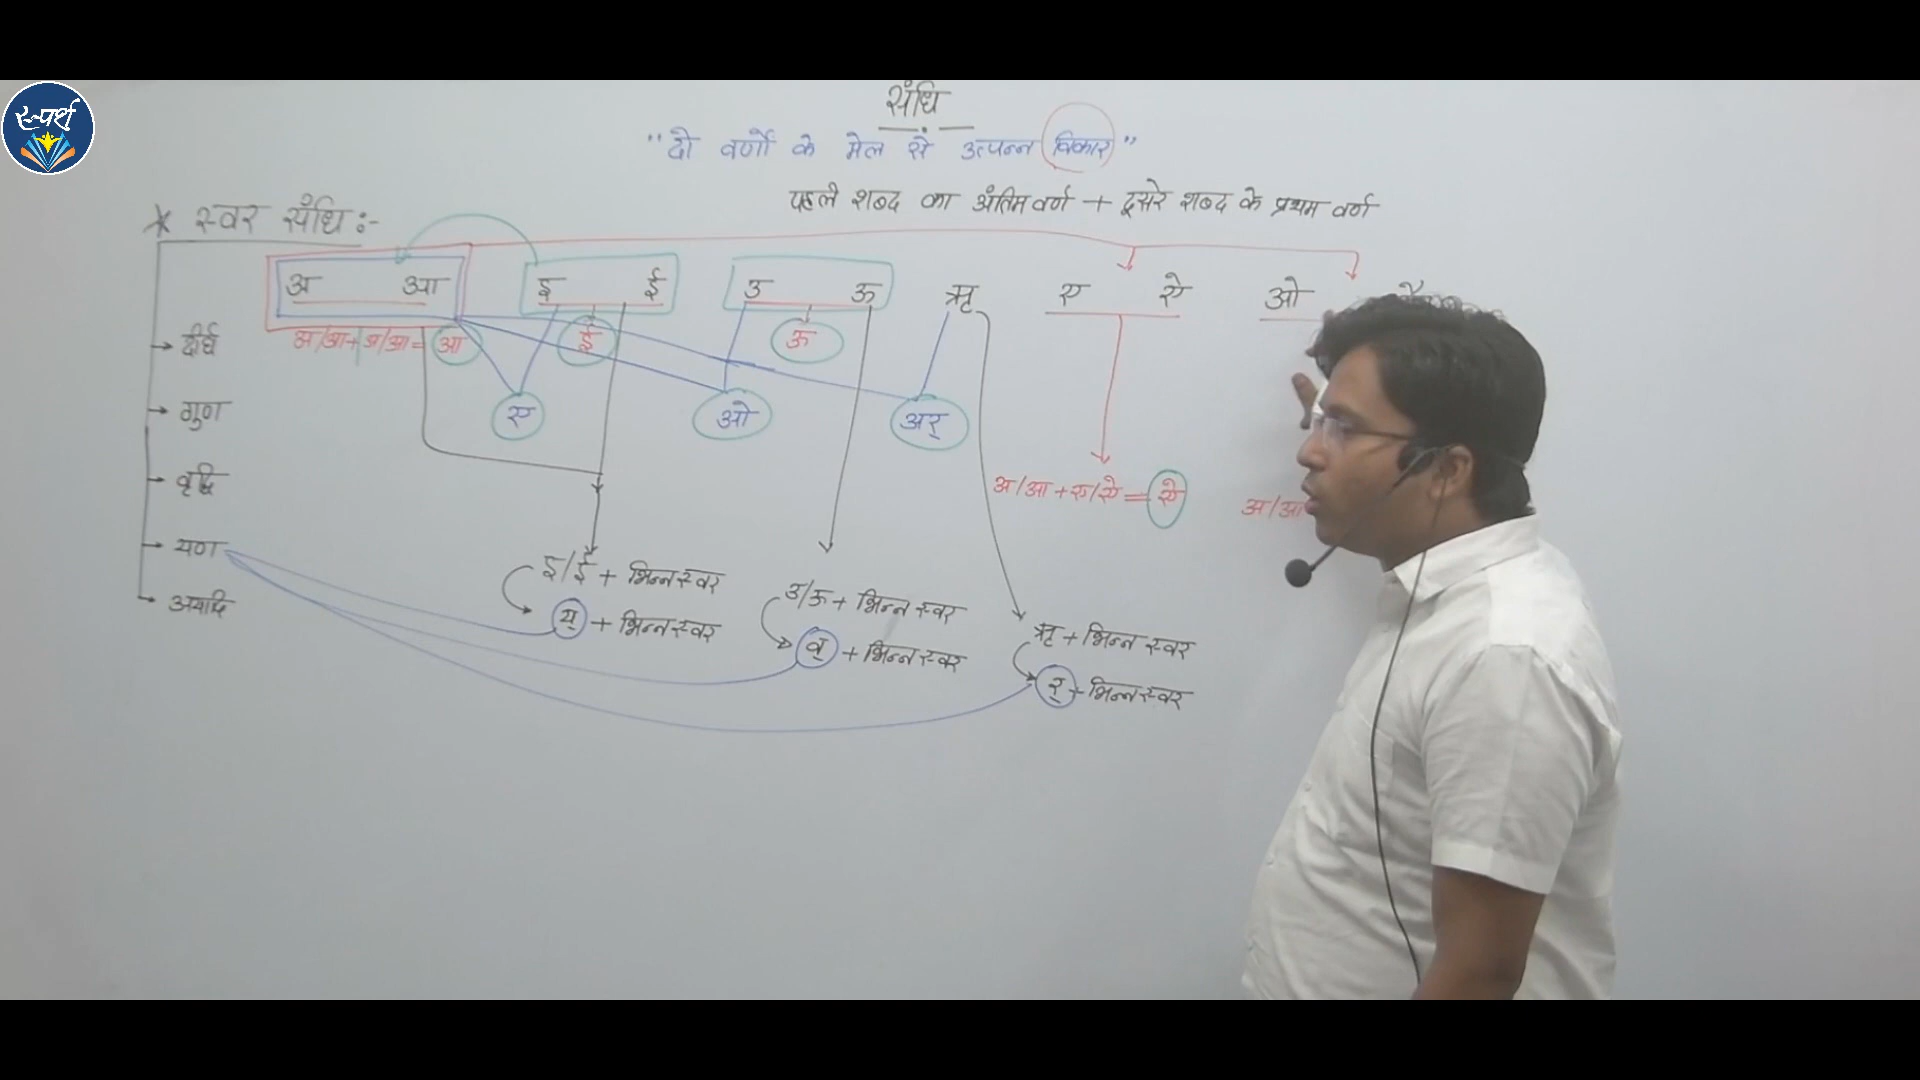 स्पर्श
संधि
"दो वर्णों के मेल से उत्पन्न विकार"
पहले शब्द का अंतिम वर्ण + दूसरे शब्द के प्रथम वर्ण
* स्वर संधि :-
अ आ इ ई उ ऊ ऋ ए ऐ ओ
→ दीर्घ
अ/आ + अ/आ = आ
ई
ऊ
→ गुण
ए
ओ
अर्
→ वृद्धि
अ/आ + ए/ऐ = ऐ
अ/आ
→ यण
इ/ई + भिन्न स्वर
य् + भिन्न स्वर
उ/ऊ + भिन्न स्वर
व् + भिन्न स्वर
ऋ + भिन्न स्वर
र् + भिन्न स्वर
→ अयादि